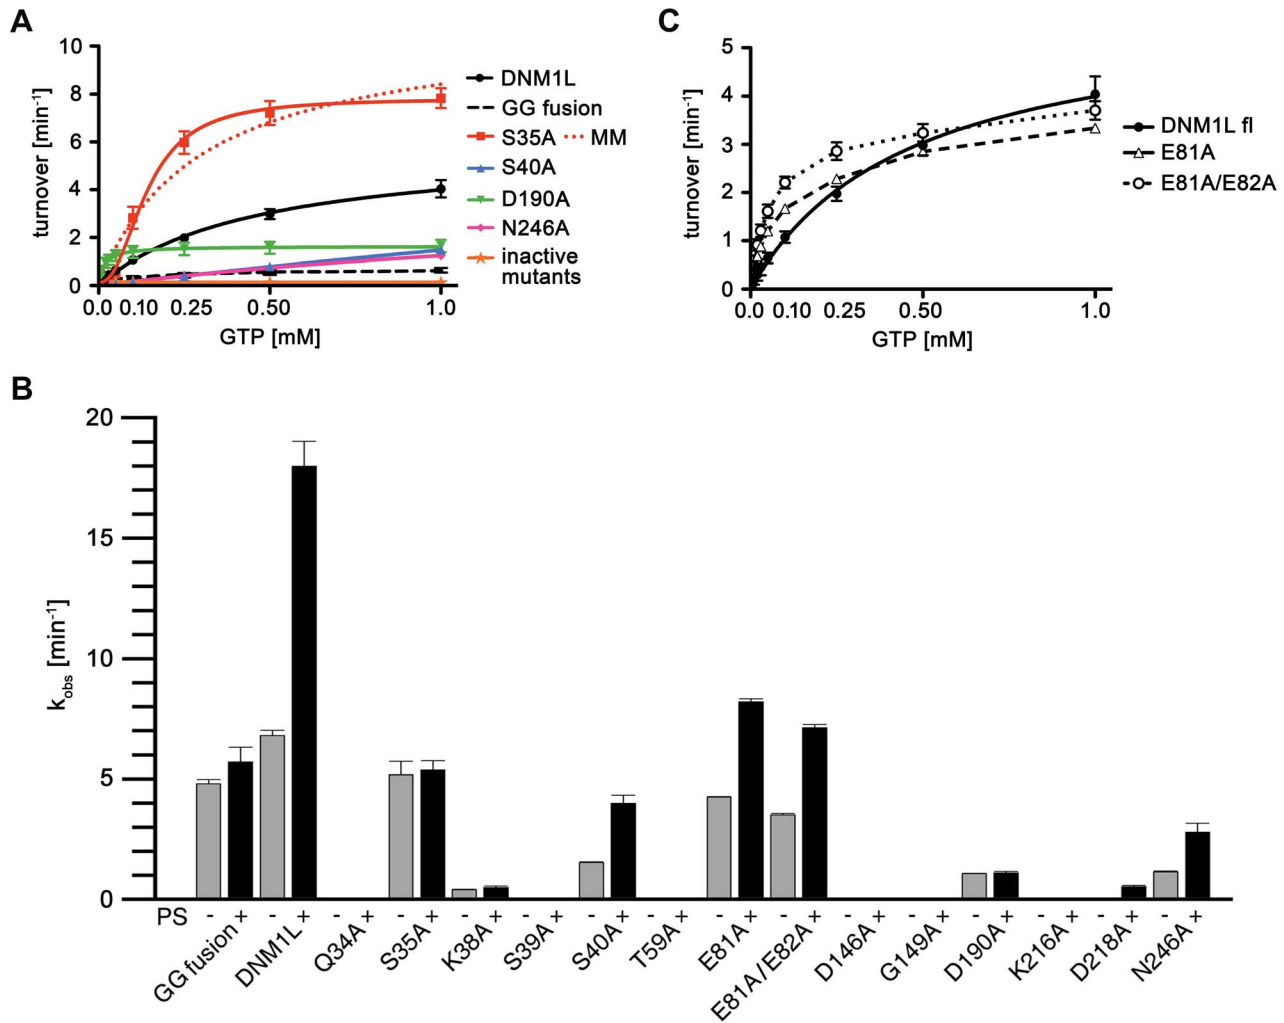 A
10
8
6
4
2
0
turnover [min⁻¹]
0.0 0.10 0.25 0.50 1.0
GTP [mM]
DNM1L
GG fusion
S35A MM
S40A
D190A
N246A
inactive
mutants
C
5
4
3
2
1
0
turnover [min⁻¹]
0.0 0.10 0.25 0.50 1.0
GTP [mM]
DNM1L fl
E81A
E81A/E82A
B
20
15
10
5
0
kobs [min⁻¹]
PS - + - + - + - + - + - + - + - + - + - + - + - + - + - + - + - +
GG fusion
DNM1L
Q34A
S35A
K38A
S39A
S40A
T59A
E81A
E81A/E82A
D146A
G149A
D190A
K216A
D218A
N246A